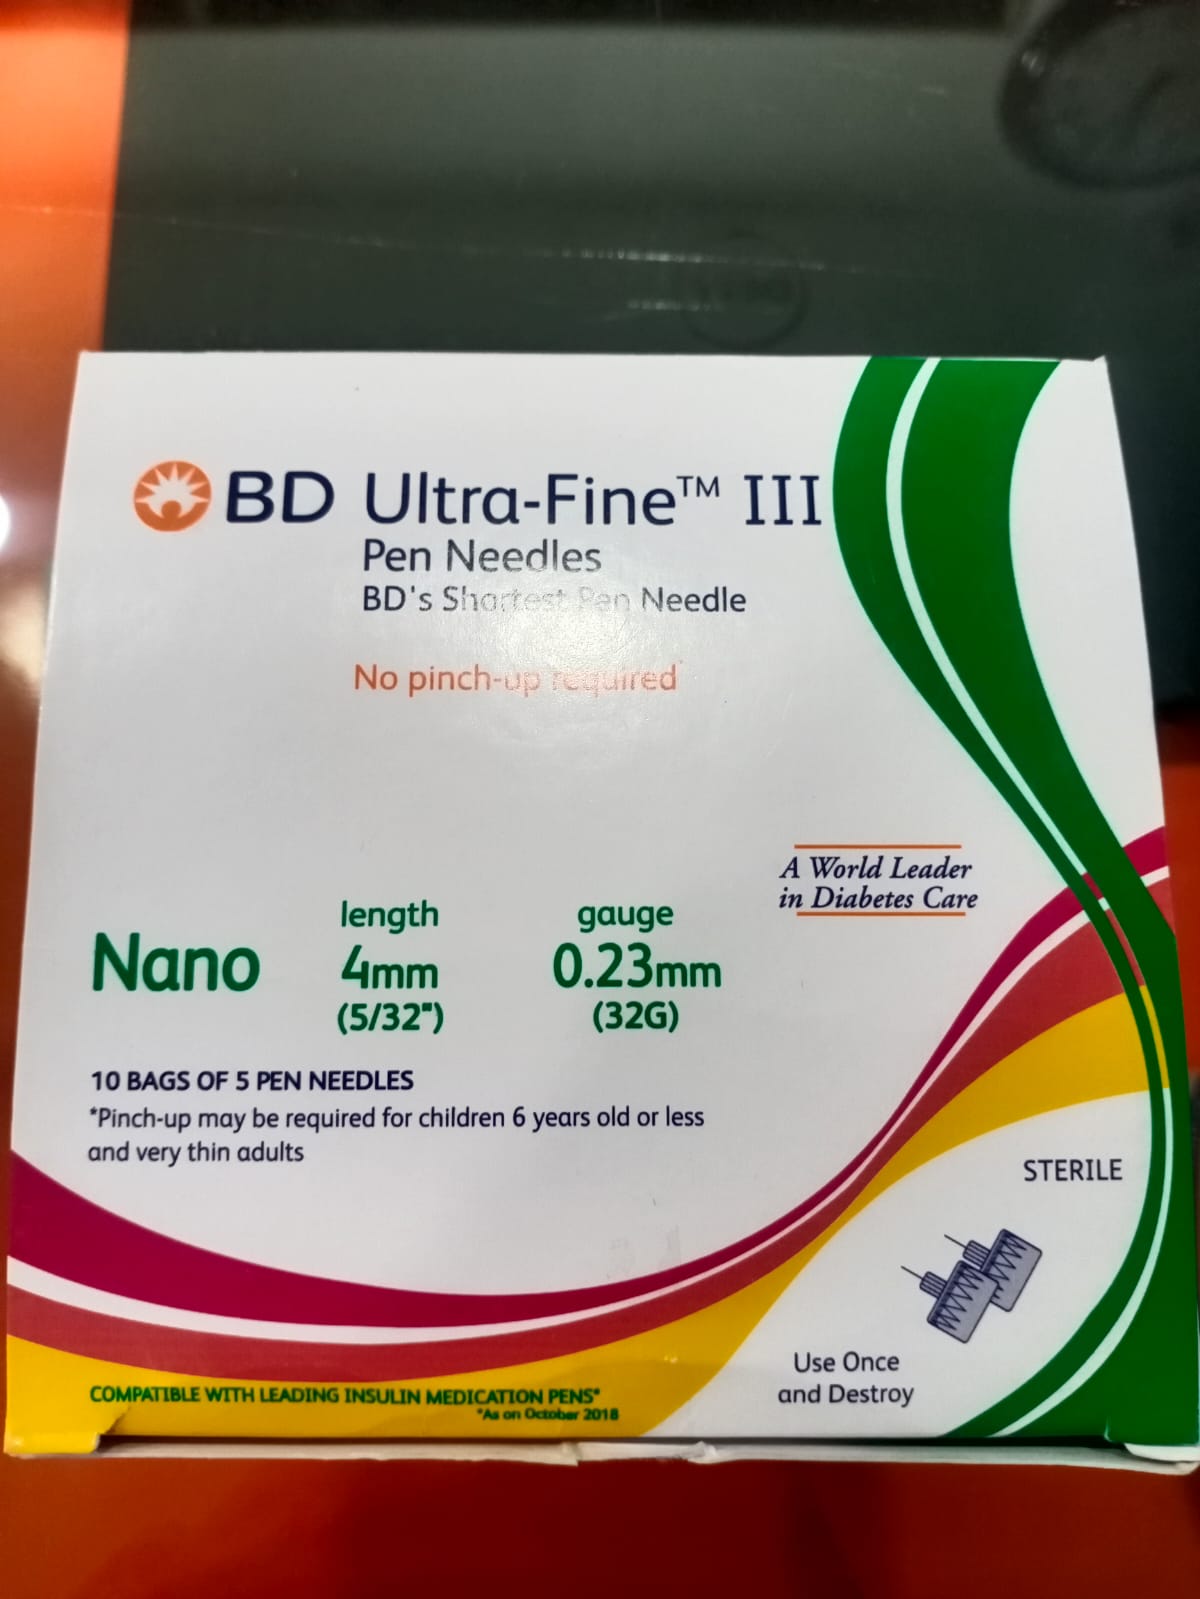 BD Ultra-Fine™ III
Pen Needles
BD's Shortest Pen Needle
No pinch-up required*
A World Leader
in Diabetes Care
Nano
length
4mm
(5/32")
gauge
0.23mm
(32G)
10 BAGS OF 5 PEN NEEDLES
*Pinch-up may be required for children 6 years old or less
and very thin adults
STERILE
Use Once
and Destroy
COMPATIBLE WITH LEADING INSULIN MEDICATION PENS*
*As on October 2018